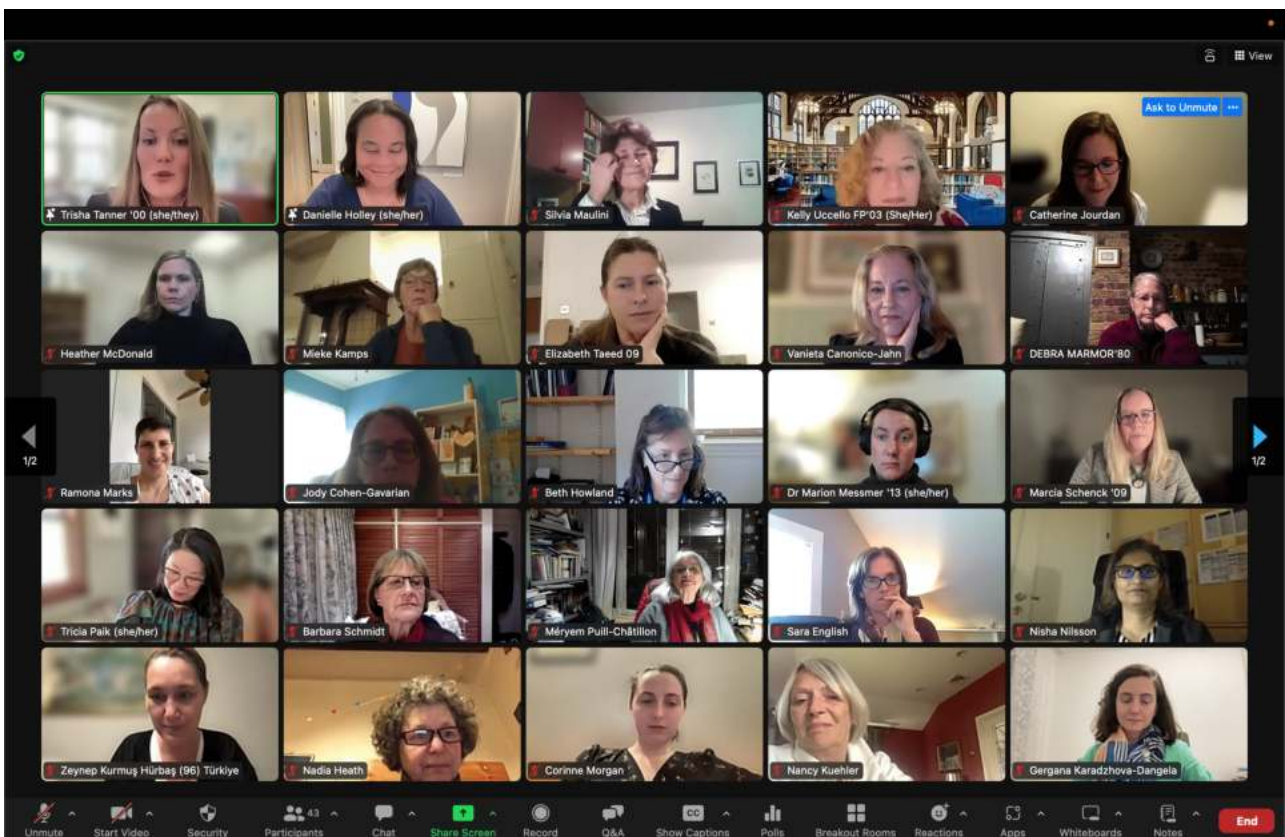 View
Ask to Unmute
Trisha Tanner '00 (she/they)
Danielle Holley (she/her)
Silvia Maulini
Kelly Uccello FP'03 (She/Her)
Catherine Jourdan
Heather McDonald
Mieke Kamps
Elizabeth Taeed 09
Vanieta Canonico-Jahn
DEBRA MARMOR'80
1/2
Ramona Marks
Jody Cohen-Gavarian
Beth Howland
Dr Marion Messmer '13 (she/her)
Marcia Schenck '09
1/2
Tricia Paik (she/her)
Barbara Schmidt
Méryem Puill-Châtillon
Sara English
Nisha Nilsson
Zeynep Kurmuş Hürbaş (96) Türkiye
Nadia Heath
Corinne Morgan
Nancy Kuehler
Gergana Karadzhova-Dangela
43
CC
Unmute
Start Video
Security
Participants
Chat
Share Screen
Record
Q&A
Show Captions
Polls
Breakout Rooms
Reactions
Apps
Whiteboards
Notes
End